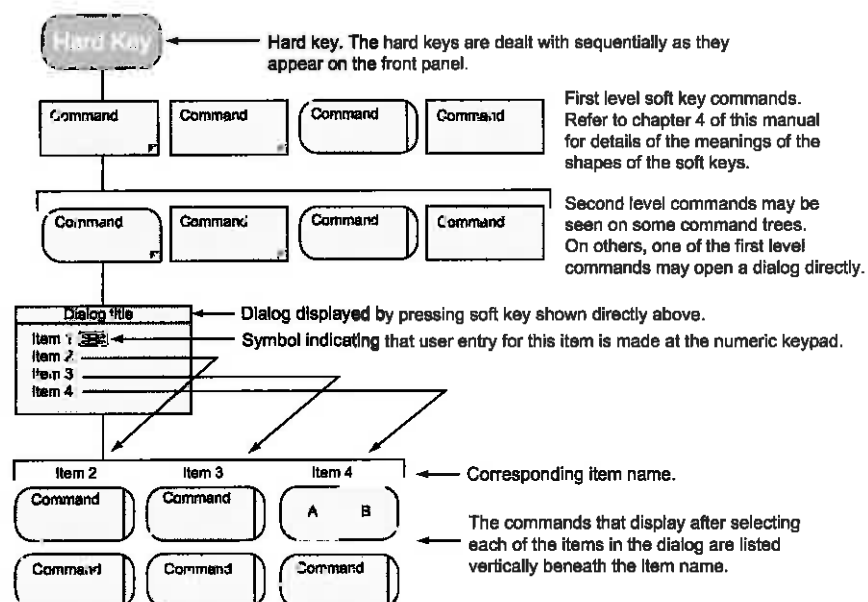 Hard Key
Hard key. The hard keys are dealt with sequentially as they
appear on the front panel.
Command Command Command Command
First level soft key commands.
Refer to chapter 4 of this manual
for details of the meanings of the
shapes of the soft keys.
Command Command Command Command
Second level commands may be
seen on some command trees.
On others, one of the first level
commands may open a dialog directly.
Dialog title
Dialog displayed by pressing soft key shown directly above.
Item 1
Symbol indicating that user entry for this item is made at the numeric keypad.
Item 2
Item 3
Item 4
Item 2 Item 3 Item 4
Corresponding item name.
Command Command A B
The commands that display after selecting
each of the items in the dialog are listed
vertically beneath the Item name.
Command Command Command